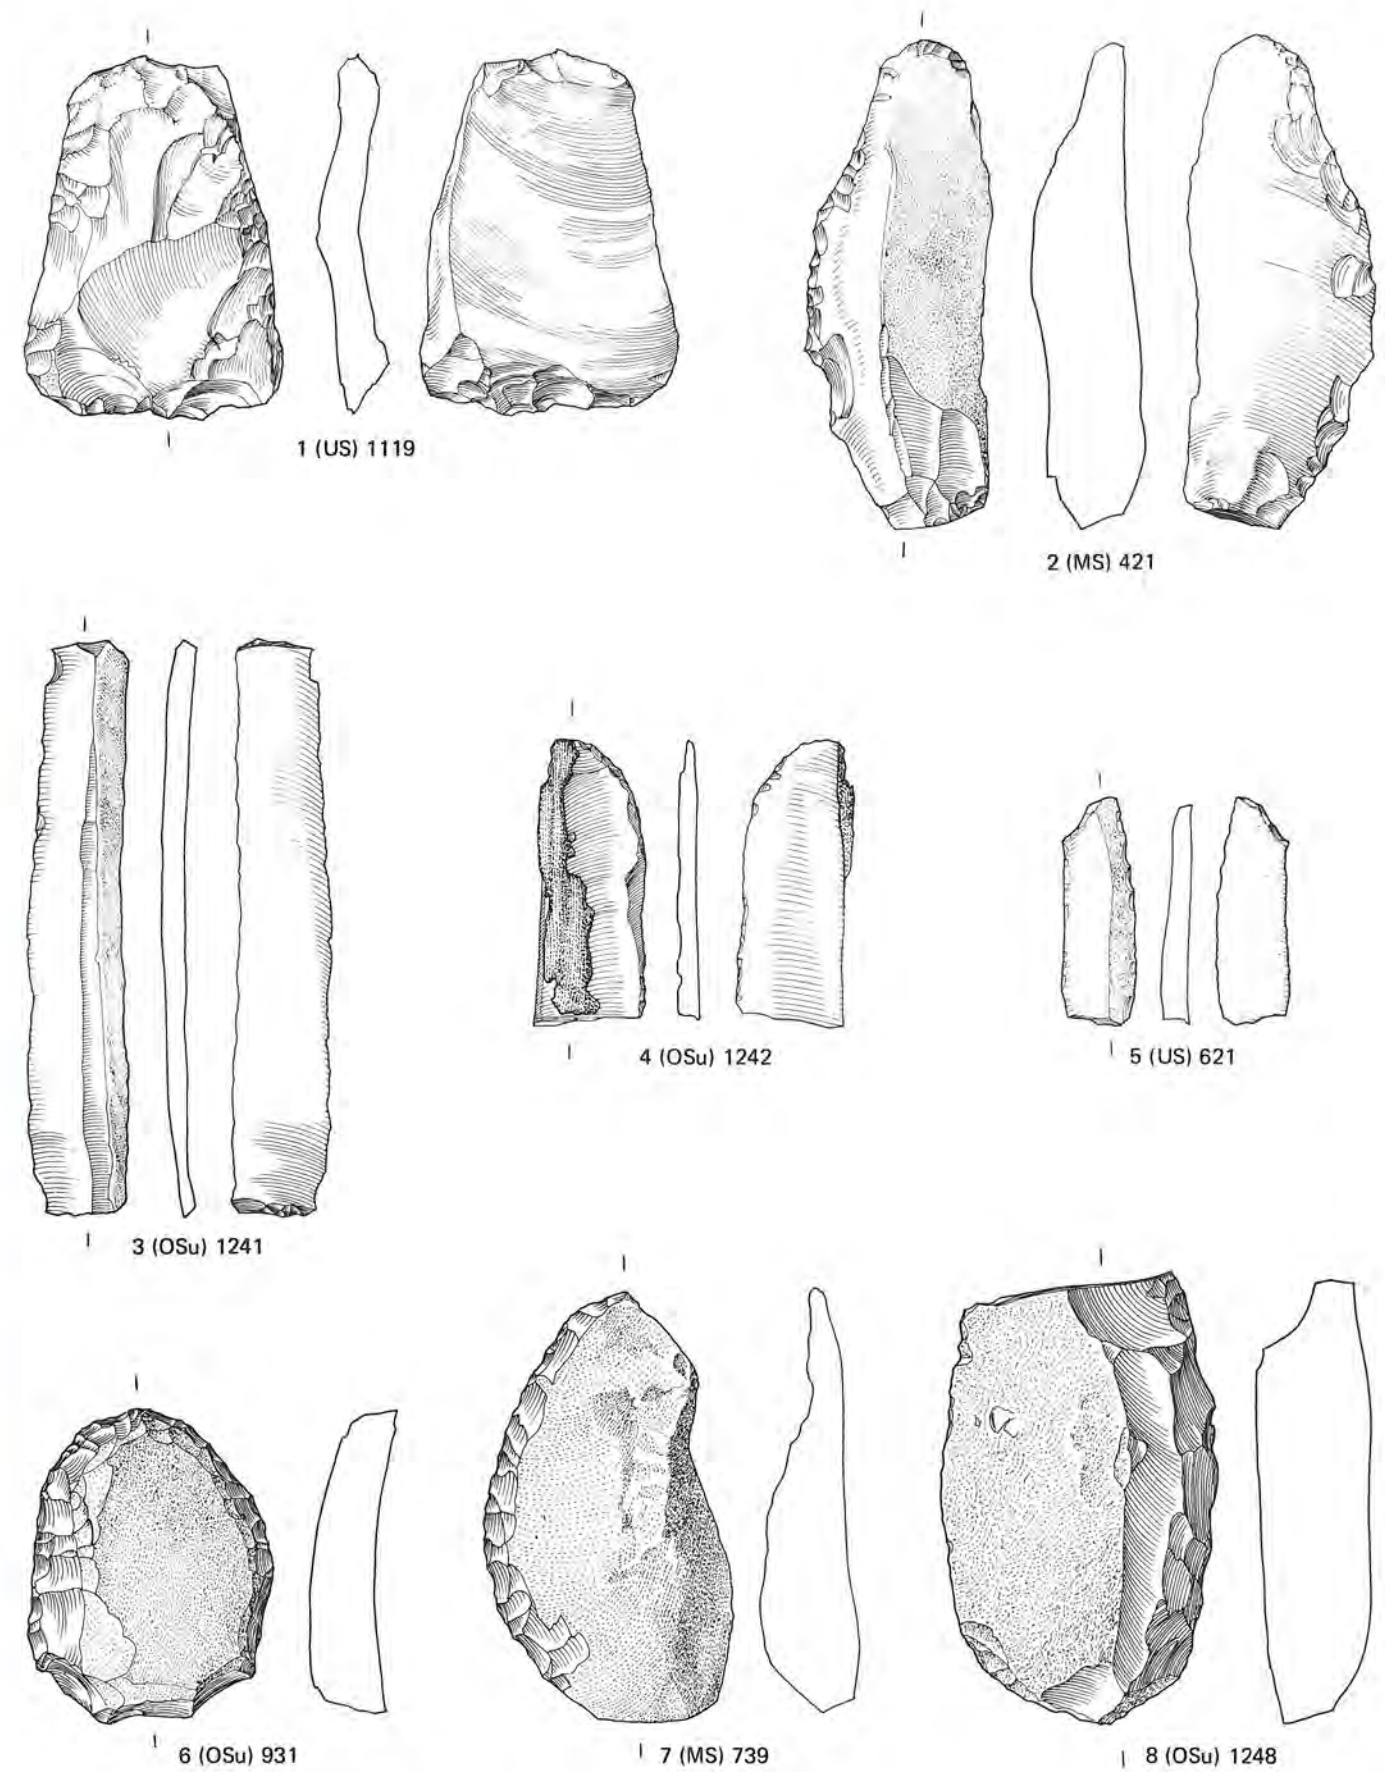 1 (US) 1119
2 (MS) 421
3 (OSu) 1241
4 (OSu) 1242
5 (US) 621
6 (OSu) 931
7 (MS) 739
8 (OSu) 1248